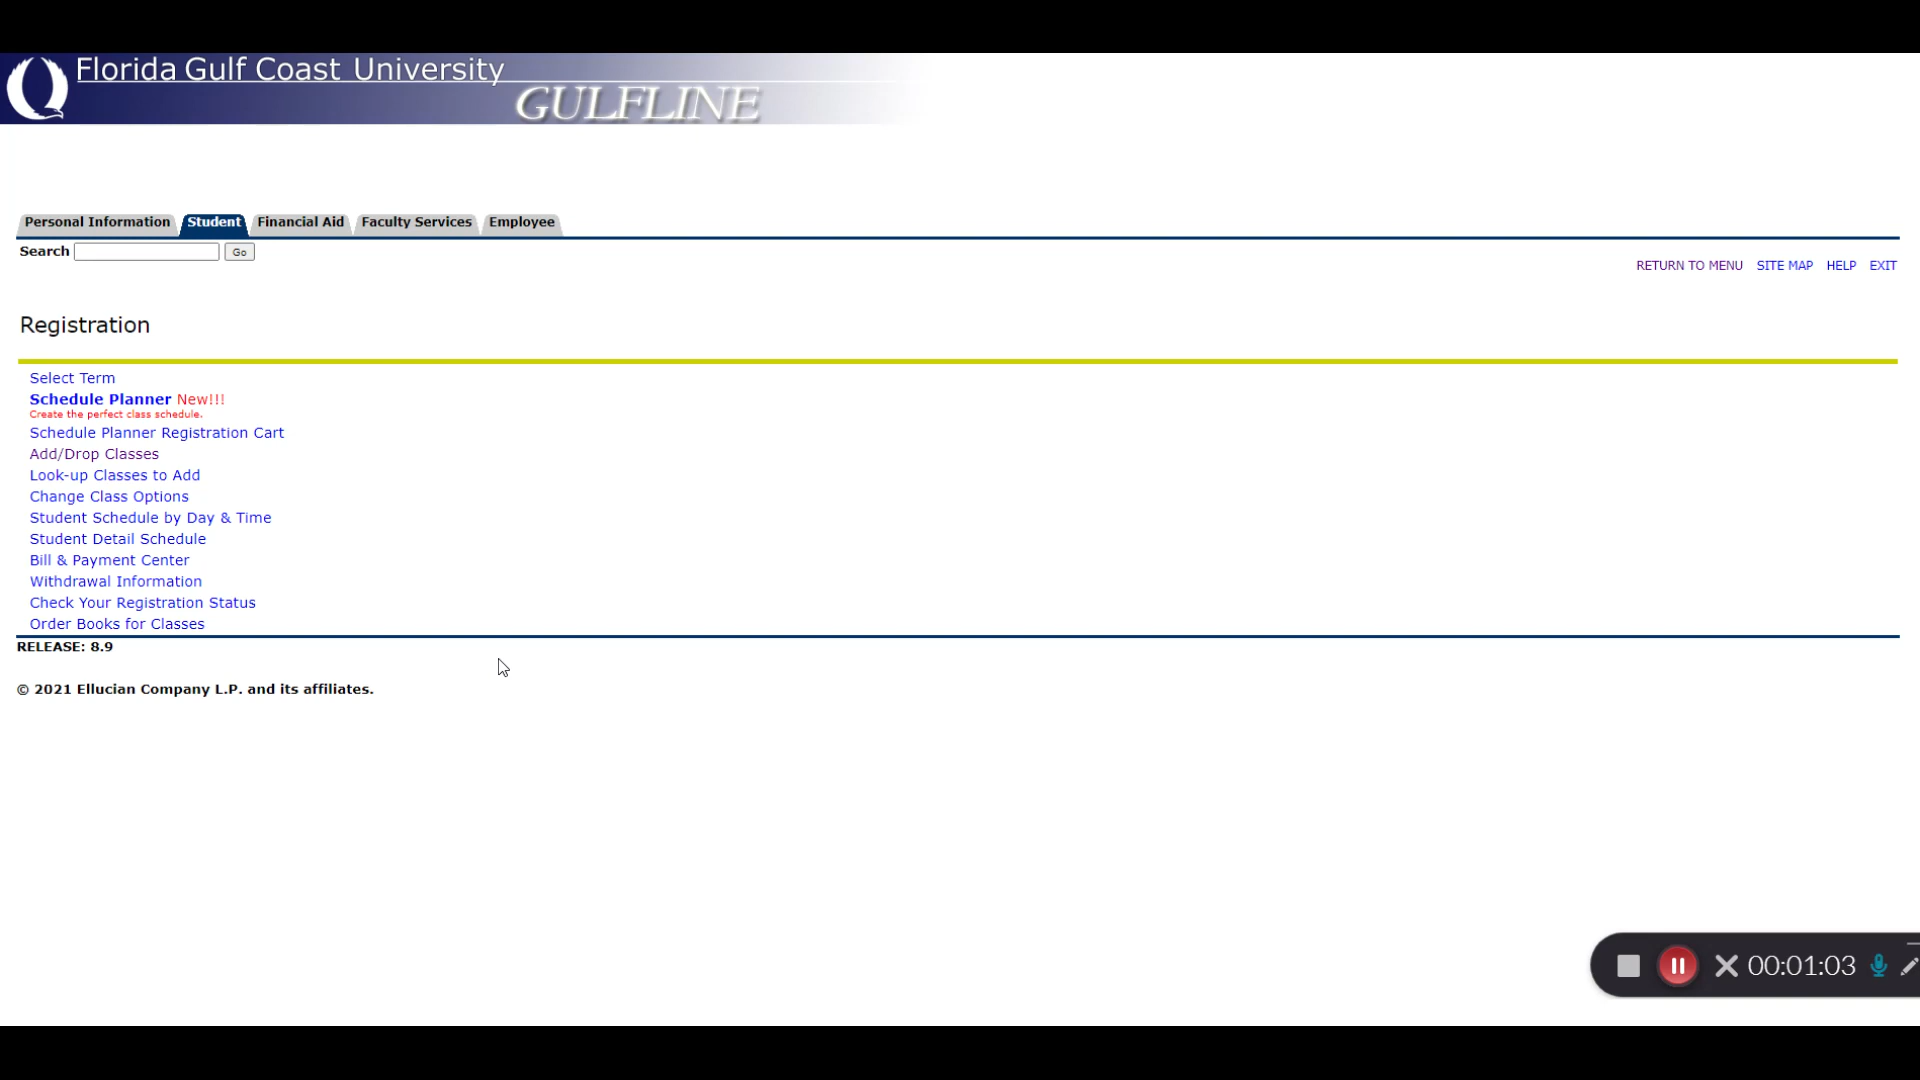 Florida Gulf Coast University
GULFLINE
Personal Information Student Financial Aid Faculty Services Employee
Search Go
RETURN TO MENU SITE MAP HELP EXIT
Registration
Select Term
Schedule Planner New!!!
Create the perfect class schedule.
Schedule Planner Registration Cart
Add/Drop Classes
Look-up Classes to Add
Change Class Options
Student Schedule by Day & Time
Student Detail Schedule
Bill & Payment Center
Withdrawal Information
Check Your Registration Status
Order Books for Classes
RELEASE: 8.9
© 2021 Ellucian Company L.P. and its affiliates.
00:01:03